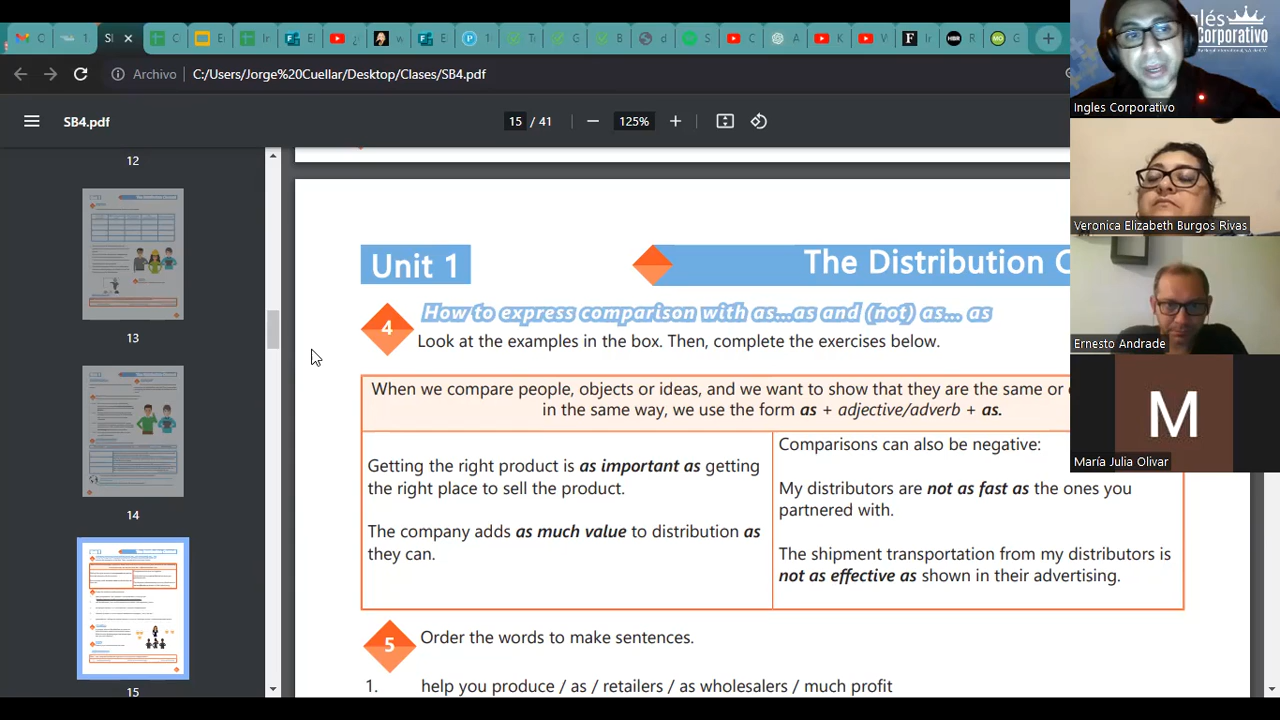 Archivo
C:/Users/Jorge%20Cuellar/Desktop/Clases/SB4.pdf
SB4.pdf
15 / 41
125%
12
13
14
15
Unit 1
The Distribution C
4
How to express comparison with as...as and (not) as... as
Look at the examples in the box. Then, complete the exercises below.
When we compare people, objects or ideas, and we want to show that they are the same or
in the same way, we use the form as + adjective/adverb + as.
Getting the right product is as important as getting
the right place to sell the product.
The company adds as much value to distribution as
they can.
Comparisons can also be negative:
My distributors are not as fast as the ones you
partnered with.
The shipment transportation from my distributors is
not as effective as shown in their advertising.
5
Order the words to make sentences.
1. help you produce / as / retailers / as wholesalers / much profit
Corporativo
Ingles Corporativo
Veronica Elizabeth Burgos Rivas
Ernesto Andrade
M
María Julia Olivar